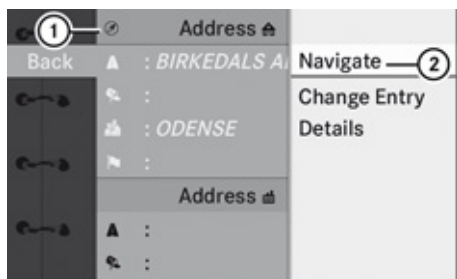 1 Address
Back A : BIRKEDALS A Navigate 2
: Change Entry
: ODENSE Details
:
Address
A :
: